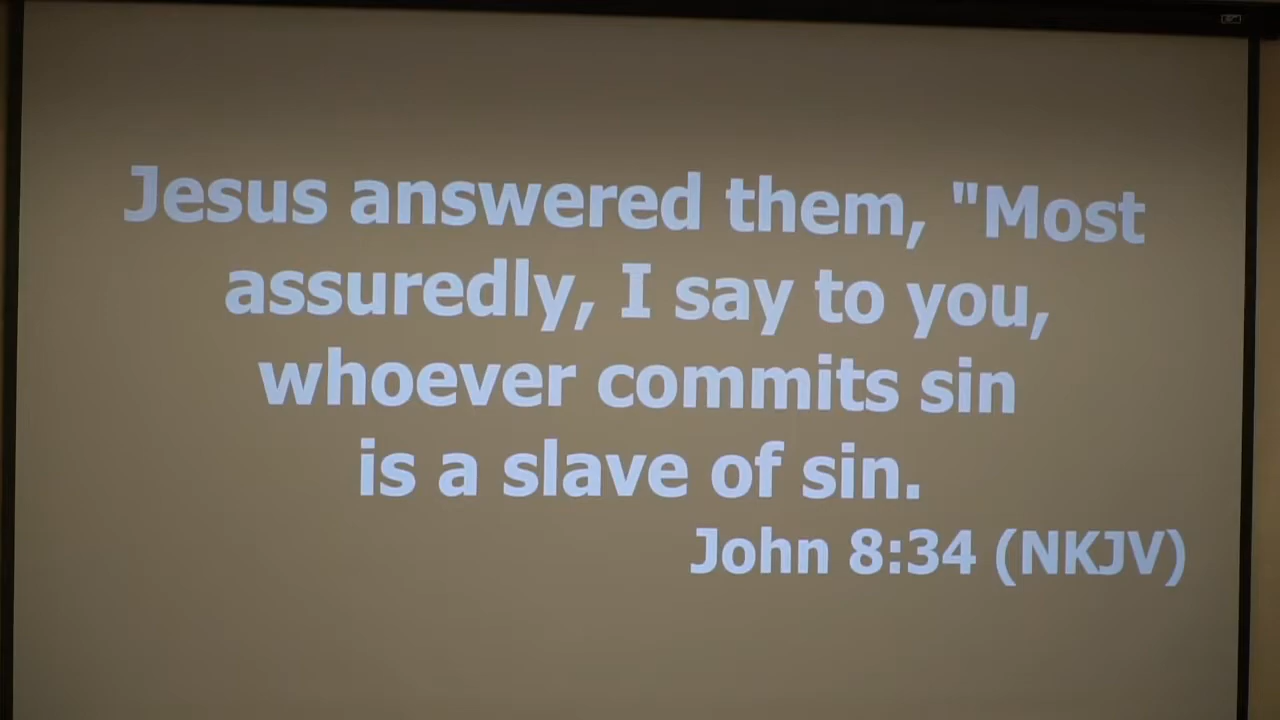 Jesus answered them, "Most
assuredly, I say to you,
whoever commits sin
is a slave of sin.
John 8:34 (NKJV)